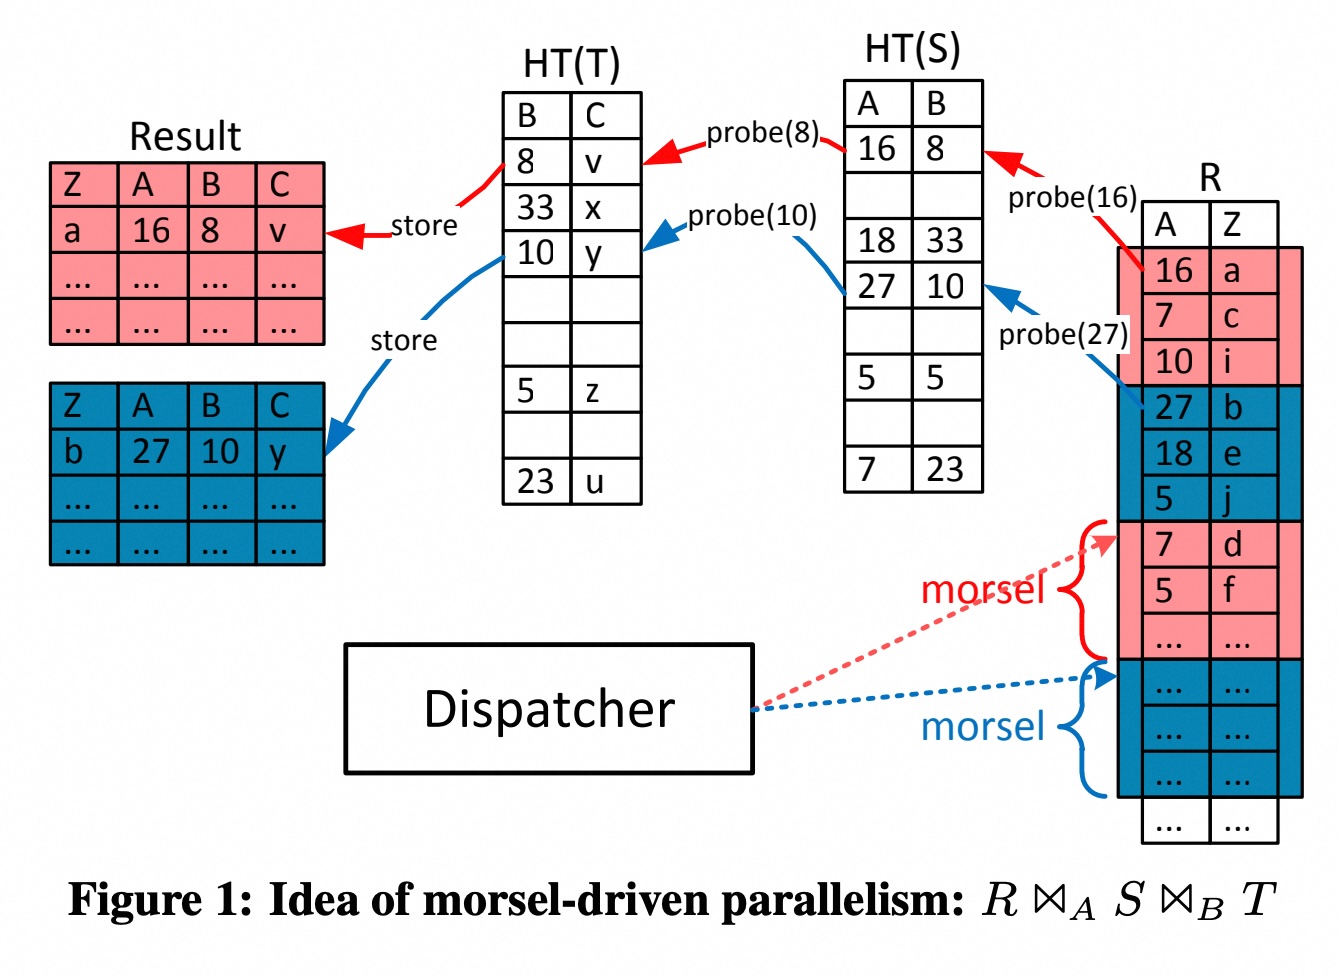 HT(S)
HT(T)
A B
B C
probe(8)
16 8
Result
8 v
R
Z A B C
probe(16)
33 x
probe(10)
A Z
a 16 8 v
store
18 33
10 y
16 a
... ... ... ...
27 10
7 c
... ... ... ...
store
probe(27)
10 i
5 5
5 z
Z A B C
27 b
b 27 10 y
18 e
7 23
23 u
... ... ... ...
5 j
... ... ... ...
7 d
morsel
5 f
... ...
... ...
Dispatcher
morsel
... ...
... ...
... ...
Figure 1: Idea of morsel-driven parallelism: R ⋈A S ⋈B T